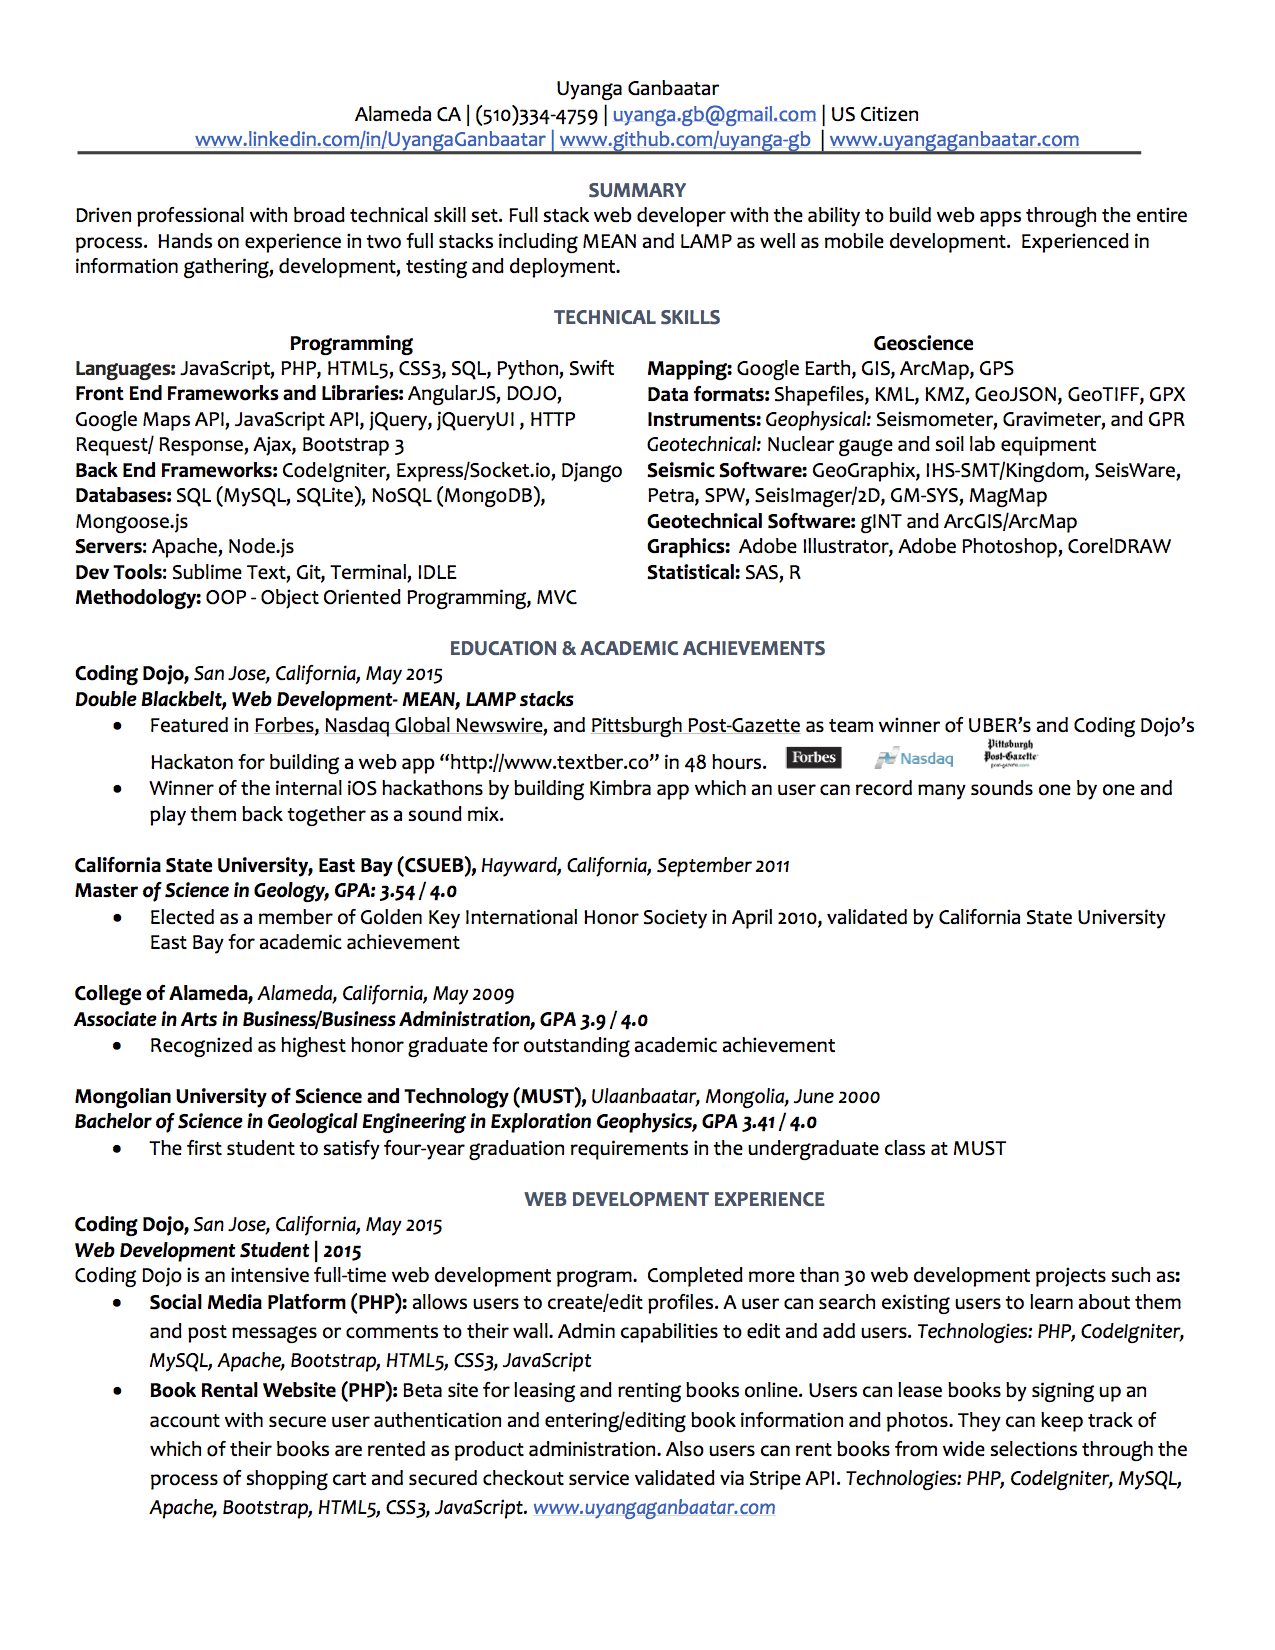 Uyanga Ganbaatar
Alameda CA | (510)334-4759 | uyanga.gb@gmail.com | US Citizen
www.linkedin.com/in/UyangaGanbaatar | www.github.com/uyanga-gb | www.uyangaganbaatar.com
SUMMARY
Driven professional with broad technical skill set. Full stack web developer with the ability to build web apps through the entire
process. Hands on experience in two full stacks including MEAN and LAMP as well as mobile development. Experienced in
information gathering, development, testing and deployment.
TECHNICAL SKILLS
Programming
Languages: JavaScript, PHP, HTML5, CSS3, SQL, Python, Swift
Front End Frameworks and Libraries: AngularJS, DOJO,
Google Maps API, JavaScript API, jQuery, jQueryUI , HTTP
Request/ Response, Ajax, Bootstrap 3
Back End Frameworks: CodeIgniter, Express/Socket.io, Django
Databases: SQL (MySQL, SQLite), NoSQL (MongoDB),
Mongoose.js
Servers: Apache, Node.js
Dev Tools: Sublime Text, Git, Terminal, IDLE
Methodology: OOP - Object Oriented Programming, MVC
Geoscience
Mapping: Google Earth, GIS, ArcMap, GPS
Data formats: Shapefiles, KML, KMZ, GeoJSON, GeoTIFF, GPX
Instruments: Geophysical: Seismometer, Gravimeter, and GPR
Geotechnical: Nuclear gauge and soil lab equipment
Seismic Software: GeoGraphix, IHS-SMT/Kingdom, SeisWare,
Petra, SPW, SeisImager/2D, GM-SYS, MagMap
Geotechnical Software: gINT and ArcGIS/ArcMap
Graphics: Adobe Illustrator, Adobe Photoshop, CorelDRAW
Statistical: SAS, R
EDUCATION & ACADEMIC ACHIEVEMENTS
Coding Dojo, San Jose, California, May 2015
Double Blackbelt, Web Development- MEAN, LAMP stacks
• Featured in Forbes, Nasdaq Global Newswire, and Pittsburgh Post-Gazette as team winner of UBER's and Coding Dojo's
Hackaton for building a web app "http://www.textber.co" in 48 hours. Forbes Nasdaq Pittsburgh Post-Gazette post-gazette.com
• Winner of the internal iOS hackathons by building Kimbra app which an user can record many sounds one by one and
play them back together as a sound mix.
California State University, East Bay (CSUEB), Hayward, California, September 2011
Master of Science in Geology, GPA: 3.54 / 4.0
• Elected as a member of Golden Key International Honor Society in April 2010, validated by California State University
East Bay for academic achievement
College of Alameda, Alameda, California, May 2009
Associate in Arts in Business/Business Administration, GPA 3.9 / 4.0
• Recognized as highest honor graduate for outstanding academic achievement
Mongolian University of Science and Technology (MUST), Ulaanbaatar, Mongolia, June 2000
Bachelor of Science in Geological Engineering in Exploration Geophysics, GPA 3.41 / 4.0
• The first student to satisfy four-year graduation requirements in the undergraduate class at MUST
WEB DEVELOPMENT EXPERIENCE
Coding Dojo, San Jose, California, May 2015
Web Development Student | 2015
Coding Dojo is an intensive full-time web development program. Completed more than 30 web development projects such as:
• Social Media Platform (PHP): allows users to create/edit profiles. A user can search existing users to learn about them
and post messages or comments to their wall. Admin capabilities to edit and add users. Technologies: PHP, CodeIgniter,
MySQL, Apache, Bootstrap, HTML5, CSS3, JavaScript
• Book Rental Website (PHP): Beta site for leasing and renting books online. Users can lease books by signing up an
account with secure user authentication and entering/editing book information and photos. They can keep track of
which of their books are rented as product administration. Also users can rent books from wide selections through the
process of shopping cart and secured checkout service validated via Stripe API. Technologies: PHP, CodeIgniter, MySQL,
Apache, Bootstrap, HTML5, CSS3, JavaScript. www.uyangaganbaatar.com